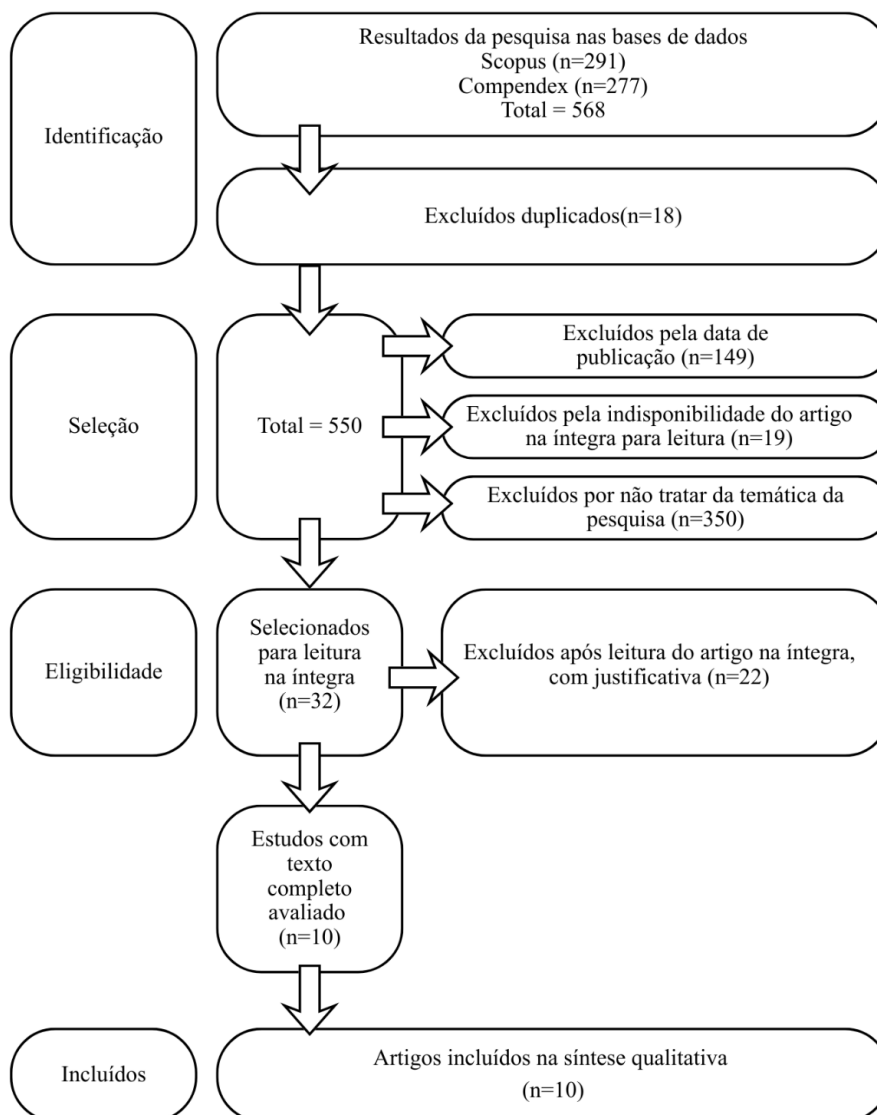 Identificação
Resultados da pesquisa nas bases de dados
Scopus (n=291)
Compendex (n=277)
Total = 568
Excluídos duplicados(n=18)
Seleção
Total = 550
Excluídos pela data de
publicação (n=149)
Excluídos pela indisponibilidade do artigo
na íntegra para leitura (n=19)
Excluídos por não tratar da temática da
pesquisa (n=350)
Eligibilidade
Selecionados
para leitura
na íntegra
(n=32)
Excluídos após leitura do artigo na íntegra,
com justificativa (n=22)
Estudos com
texto
completo
avaliado
(n=10)
Incluídos
Artigos incluídos na síntese qualitativa
(n=10)